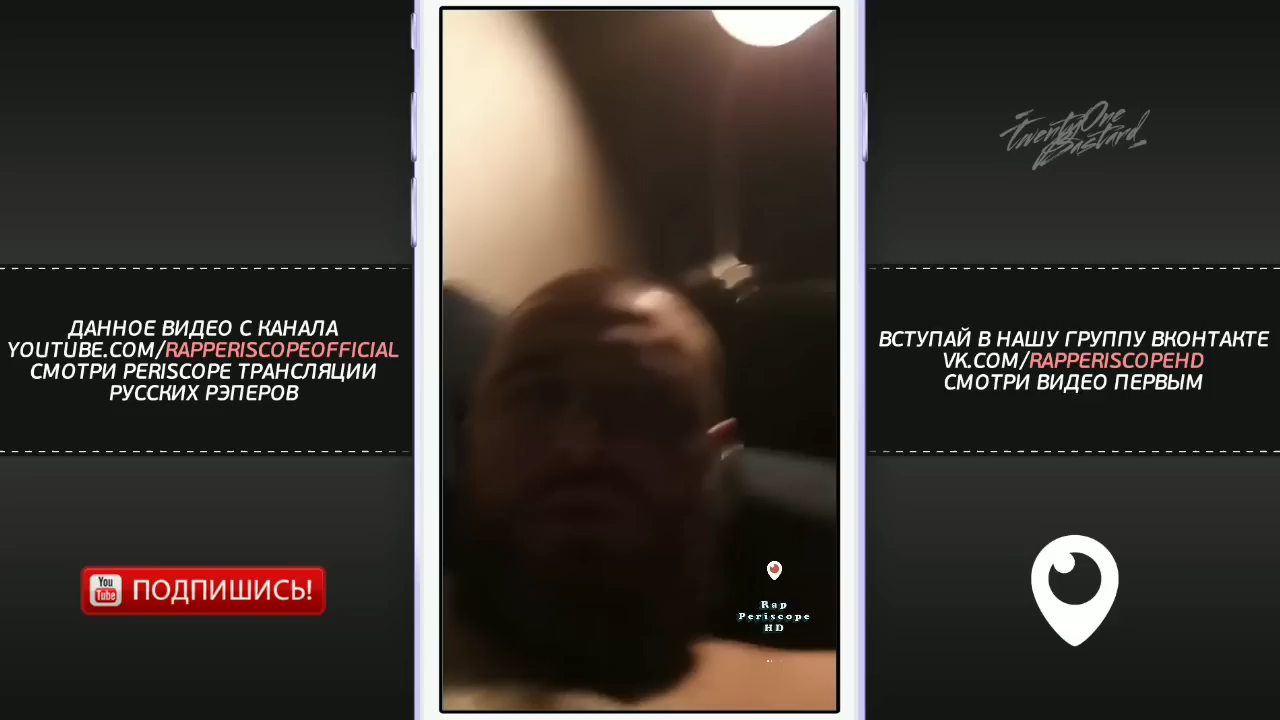 ДАННОЕ ВИДЕО С КАНАЛА
YOUTUBE.COM/RAPPERISCOPEOFFICIAL
СМОТРИ PERISCOPE ТРАНСЛЯЦИИ
РУССКИХ РЭПЕРОВ
You
Tube
ПОДПИШИСЬ!
Rap
Periscope
HD
TwentyOne
Bastard
ВСТУПАЙ В НАШУ ГРУППУ ВКОНТАКТЕ
VK.COM/RAPPERISCOPEHD
СМОТРИ ВИДЕО ПЕРВЫМ